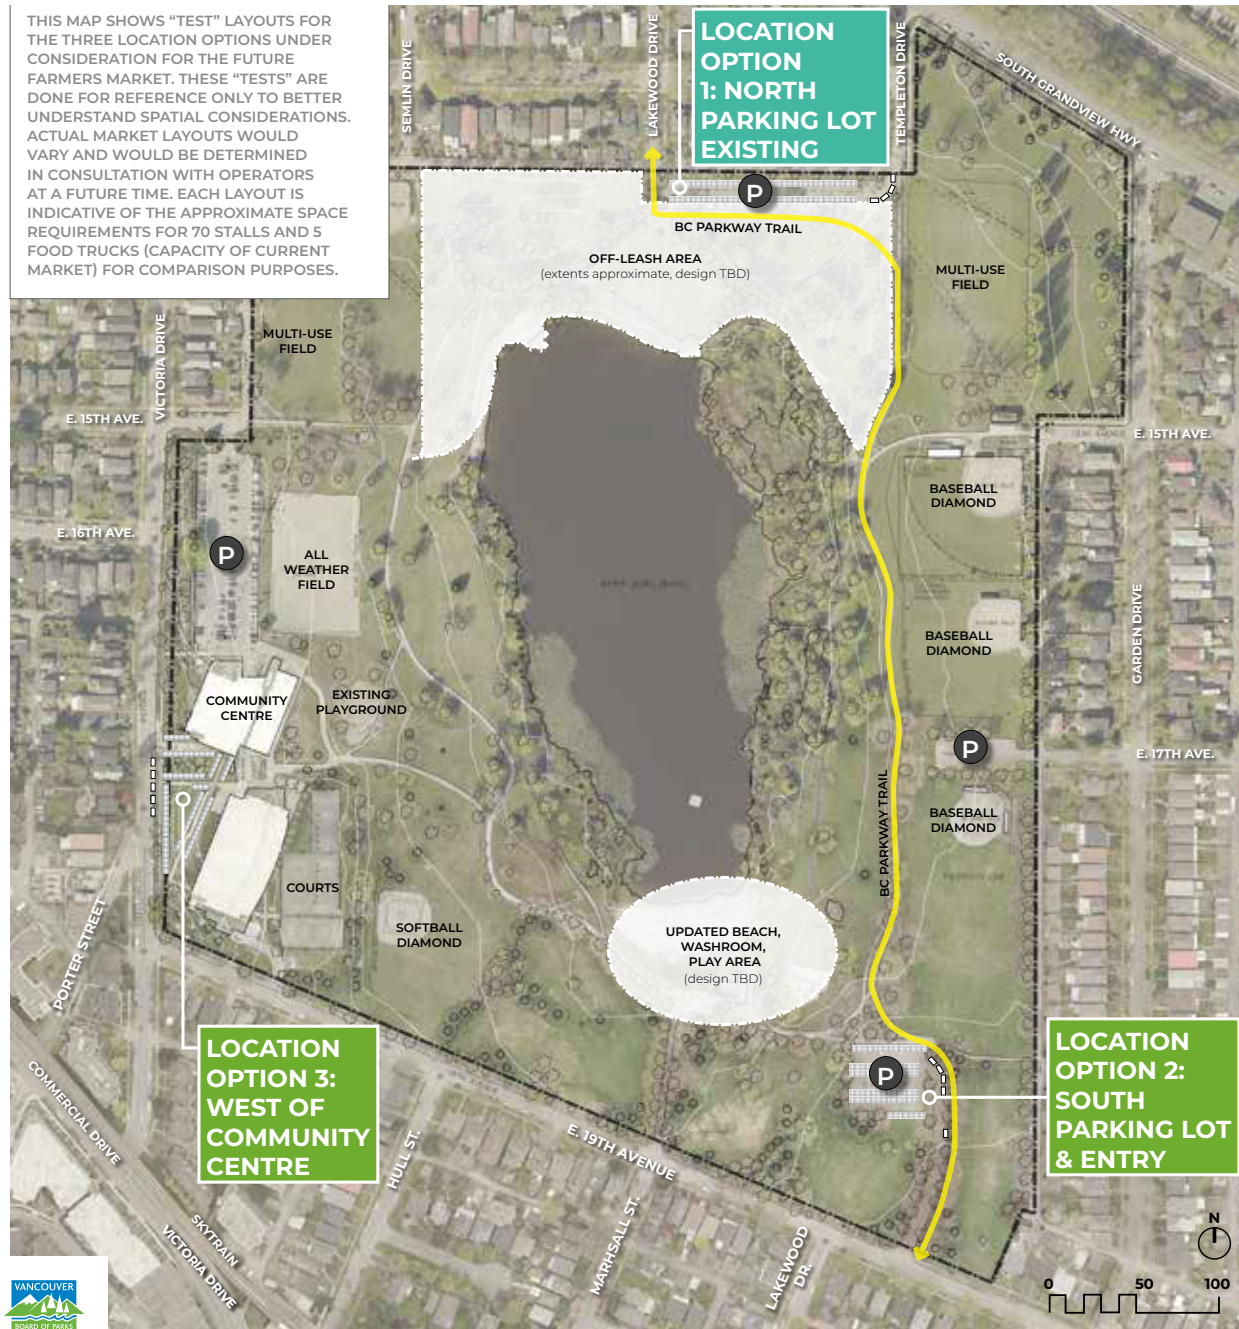 THIS MAP SHOWS “TEST” LAYOUTS FOR
THE THREE LOCATION OPTIONS UNDER
CONSIDERATION FOR THE FUTURE
FARMERS MARKET. THESE “TESTS” ARE
DONE FOR REFERENCE ONLY TO BETTER
UNDERSTAND SPATIAL CONSIDERATIONS.
ACTUAL MARKET LAYOUTS WOULD
VARY AND WOULD BE DETERMINED
IN CONSULTATION WITH OPERATORS
AT A FUTURE TIME. EACH LAYOUT IS
INDICATIVE OF THE APPROXIMATE SPACE
REQUIREMENTS FOR 70 STALLS AND 5
FOOD TRUCKS (CAPACITY OF CURRENT
MARKET) FOR COMPARISON PURPOSES.
SEMLIN DRIVE
LAKEWOOD DRIVE
LOCATION
OPTION
1: NORTH
PARKING LOT
EXISTING
TEMPLETON DRIVE
SOUTH GRANDVIEW HWY
P
BC PARKWAY TRAIL
OFF-LEASH AREA
(extents approximate, design TBD)
MULTI-USE
FIELD
MULTI-USE
FIELD
VICTORIA DRIVE
E. 15TH AVE.
E. 15TH AVE.
E. 16TH AVE.
P
ALL
WEATHER
FIELD
BASEBALL
DIAMOND
BASEBALL
DIAMOND
GARDEN DRIVE
COMMUNITY
CENTRE
EXISTING
PLAYGROUND
P
E. 17TH AVE.
BC PARKWAY TRAIL
BASEBALL
DIAMOND
COURTS
SOFTBALL
DIAMOND
UPDATED BEACH,
WASHROOM,
PLAY AREA
(design TBD)
PORTER STREET
LOCATION
OPTION 3:
WEST OF
COMMUNITY
CENTRE
P
LOCATION
OPTION 2:
SOUTH
PARKING LOT
& ENTRY
COMMERCIAL DRIVE
HULL ST.
E. 19TH AVENUE
MARHSALL ST.
LAKEWOOD
DR.
SKYTRAIN
VICTORIA DRIVE
N
0 50 100
VANCOUVER
BOARD OF PARKS